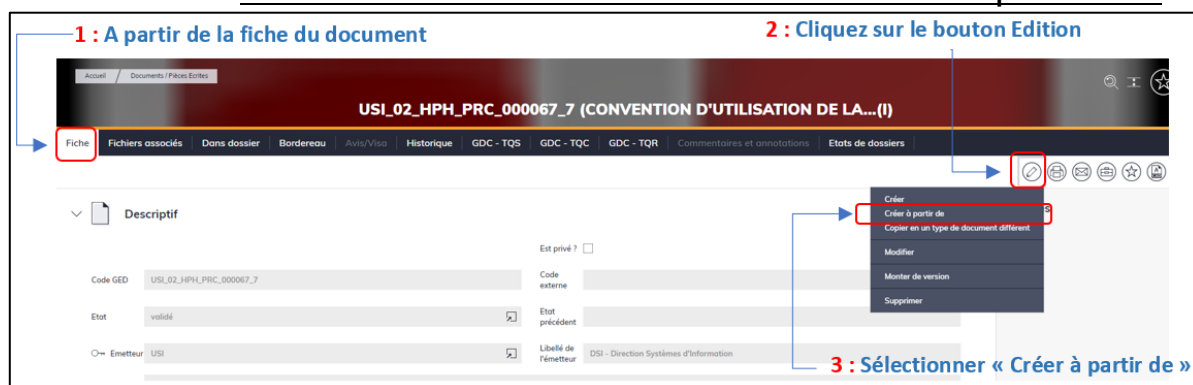 1 : A partir de la fiche du document
2 : Cliquez sur le bouton Edition
Accueil / Documents / Pièces Ecrites
USI_02_HPH_PRC_000067_7 (CONVENTION D'UTILISATION DE LA...(I)
Fiche Fichiers associés Dans dossier Bordereau Avis/Visa Historique GDC - TQS GDC - TQC GDC - TQR Commentaires et annotations Etats de dossiers
Descriptif
Créer
Créer à partir de
Copier en un type de document différent
Modifier
Monter de version
Supprimer
Est privé ?
Code GED USI_02_HPH_PRC_000067_7
Code externe
Etat validé
Etat précédent
Emetteur USI
Libellé de l'émetteur DSI - Direction Systèmes d'Information
3 : Sélectionner « Créer à partir de »